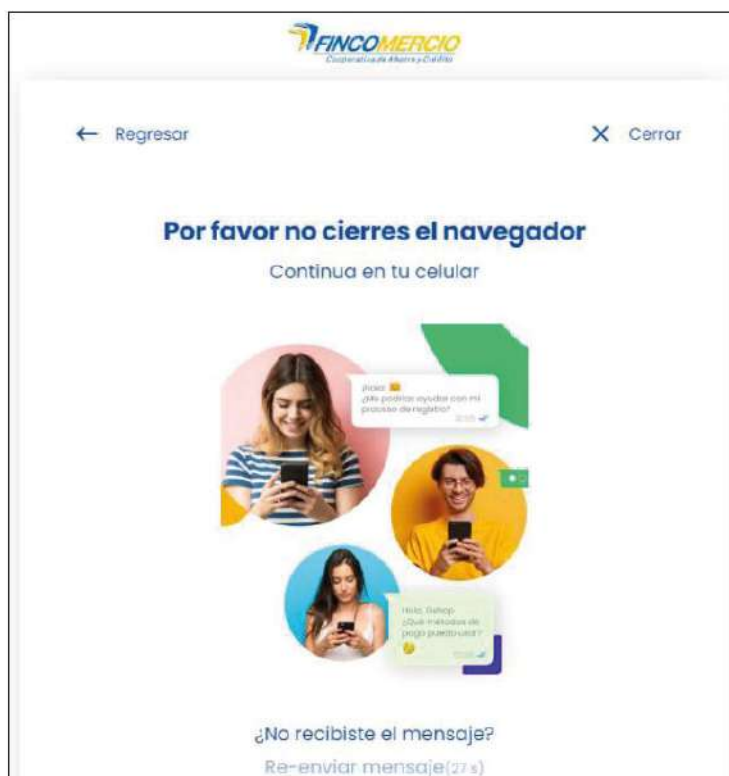 FINCOMERCIO
Cooperativa de Ahorro y Crédito
← Regresar
X Cerrar
Por favor no cierres el navegador
Continua en tu celular
¡Hola!
¿Me podrías ayudar con mi
proceso de registro?
Hola,
¿Qué métodos de
pago puedo usar?
¿No recibiste el mensaje?
Re-enviar mensaje(27 s)